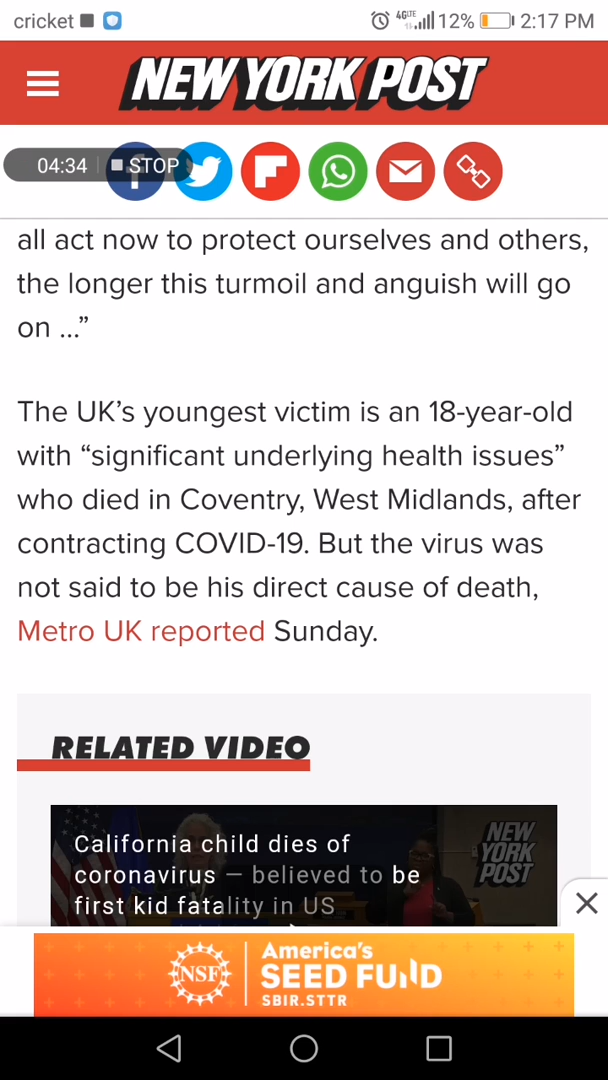 cricket
4G LTE 12% 2:17 PM
NEW YORK POST
04:34 STOP
all act now to protect ourselves and others,
the longer this turmoil and anguish will go
on ...”
The UK’s youngest victim is an 18-year-old
with “significant underlying health issues”
who died in Coventry, West Midlands, after
contracting COVID-19. But the virus was
not said to be his direct cause of death,
Metro UK reported Sunday.
RELATED VIDEO
California child dies of
coronavirus — believed to be
first kid fatality in US
NEW
YORK
POST
NSF
America's
SEED FUND
SBIR.STTR